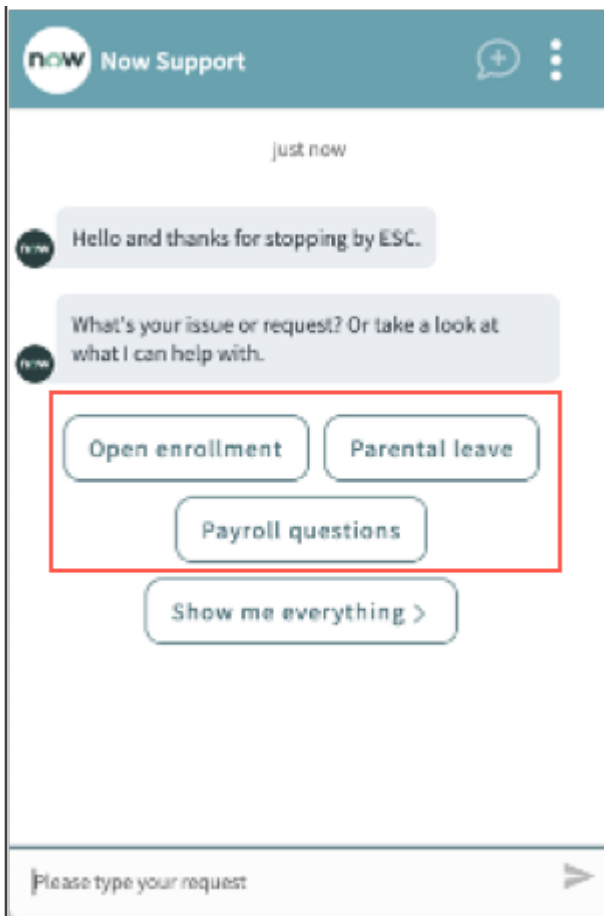 now Now Support
just now
Hello and thanks for stopping by ESC.
now
What's your issue or request? Or take a look at
what I can help with.
now
Open enrollment Parental leave
Payroll questions
Show me everything >
Please type your request